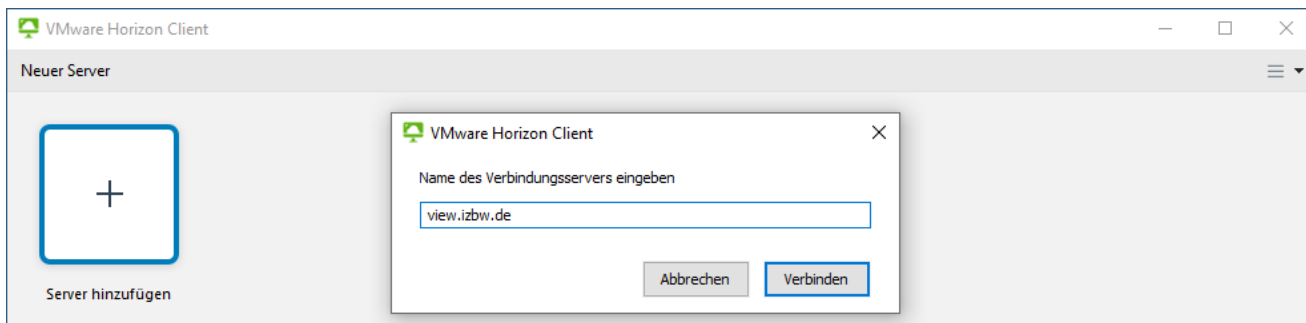 VMware Horizon Client
Neuer Server
VMware Horizon Client
Name des Verbindungsservers eingeben
view.izbw.de
Abbrechen Verbinden
Server hinzufügen